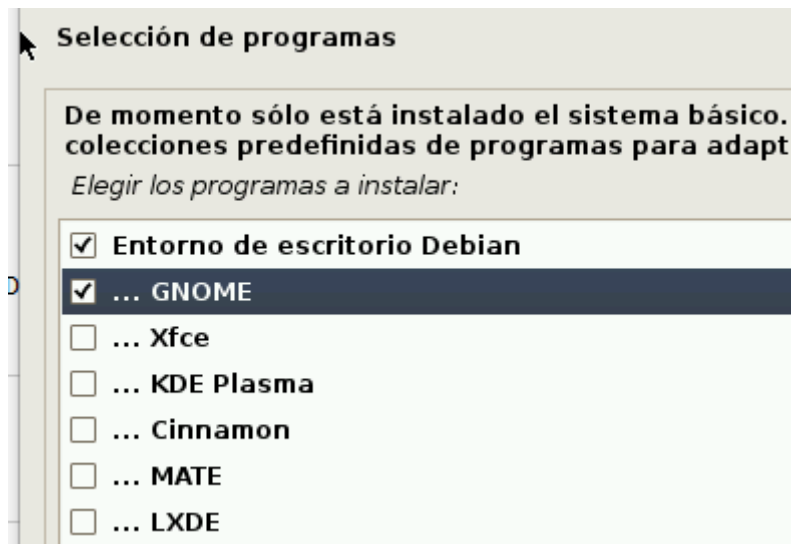 Selección de programas
De momento sólo está instalado el sistema básico.
colecciones predefinidas de programas para adapt
Elegir los programas a instalar:
Entorno de escritorio Debian
... GNOME
... Xfce
... KDE Plasma
... Cinnamon
... MATE
... LXDE